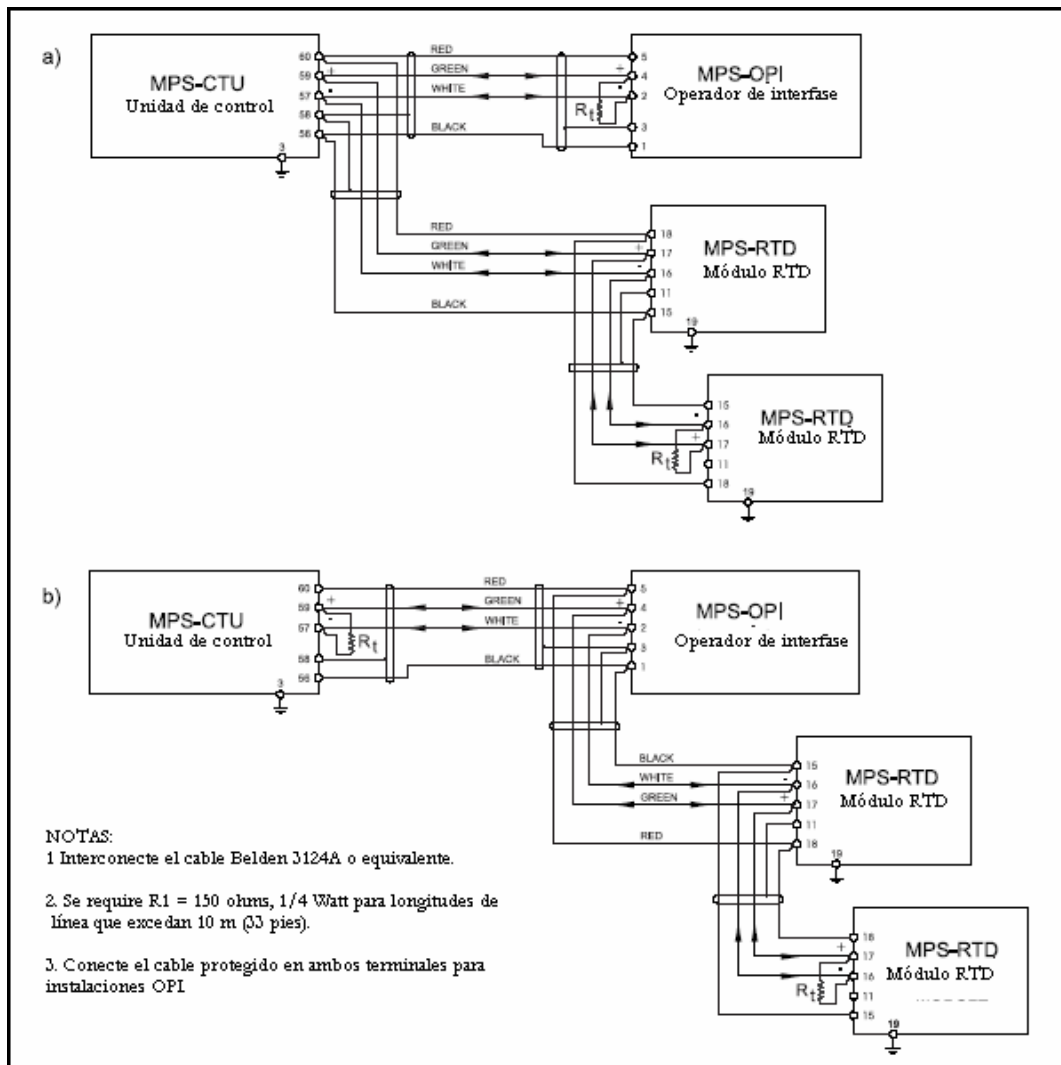 a)
MPS-CTU
Unidad de control
60
59
57
58
56
3
+
-
RED
GREEN
WHITE
BLACK
5
4
2
3
1
+
-
Rt
MPS-OPI
Operador de interfase
RED
GREEN
WHITE
BLACK
18
17
16
11
15
19
+
-
MPS-RTD
Módulo RTD
15
16
17
11
18
19
-
+
Rt
MPS-RTD
Módulo RTD
b)
MPS-CTU
Unidad de control
60
59
57
58
56
3
+
-
Rt
RED
GREEN
WHITE
BLACK
5
4
2
3
1
+
-
MPS-OPI
Operador de interfase
BLACK
WHITE
GREEN
RED
15
16
17
11
18
19
-
+
MPS-RTD
Módulo RTD
18
17
16
11
15
19
+
-
Rt
MPS-RTD
Módulo RTD
NOTAS:
1 Interconecte el cable Belden 3124A o equivalente.
2. Se require R1 = 150 ohms, 1/4 Watt para longitudes de
línea que excedan 10 m (33 pies).
3. Conecte el cable protegido en ambos terminales para
instalaciones OPI